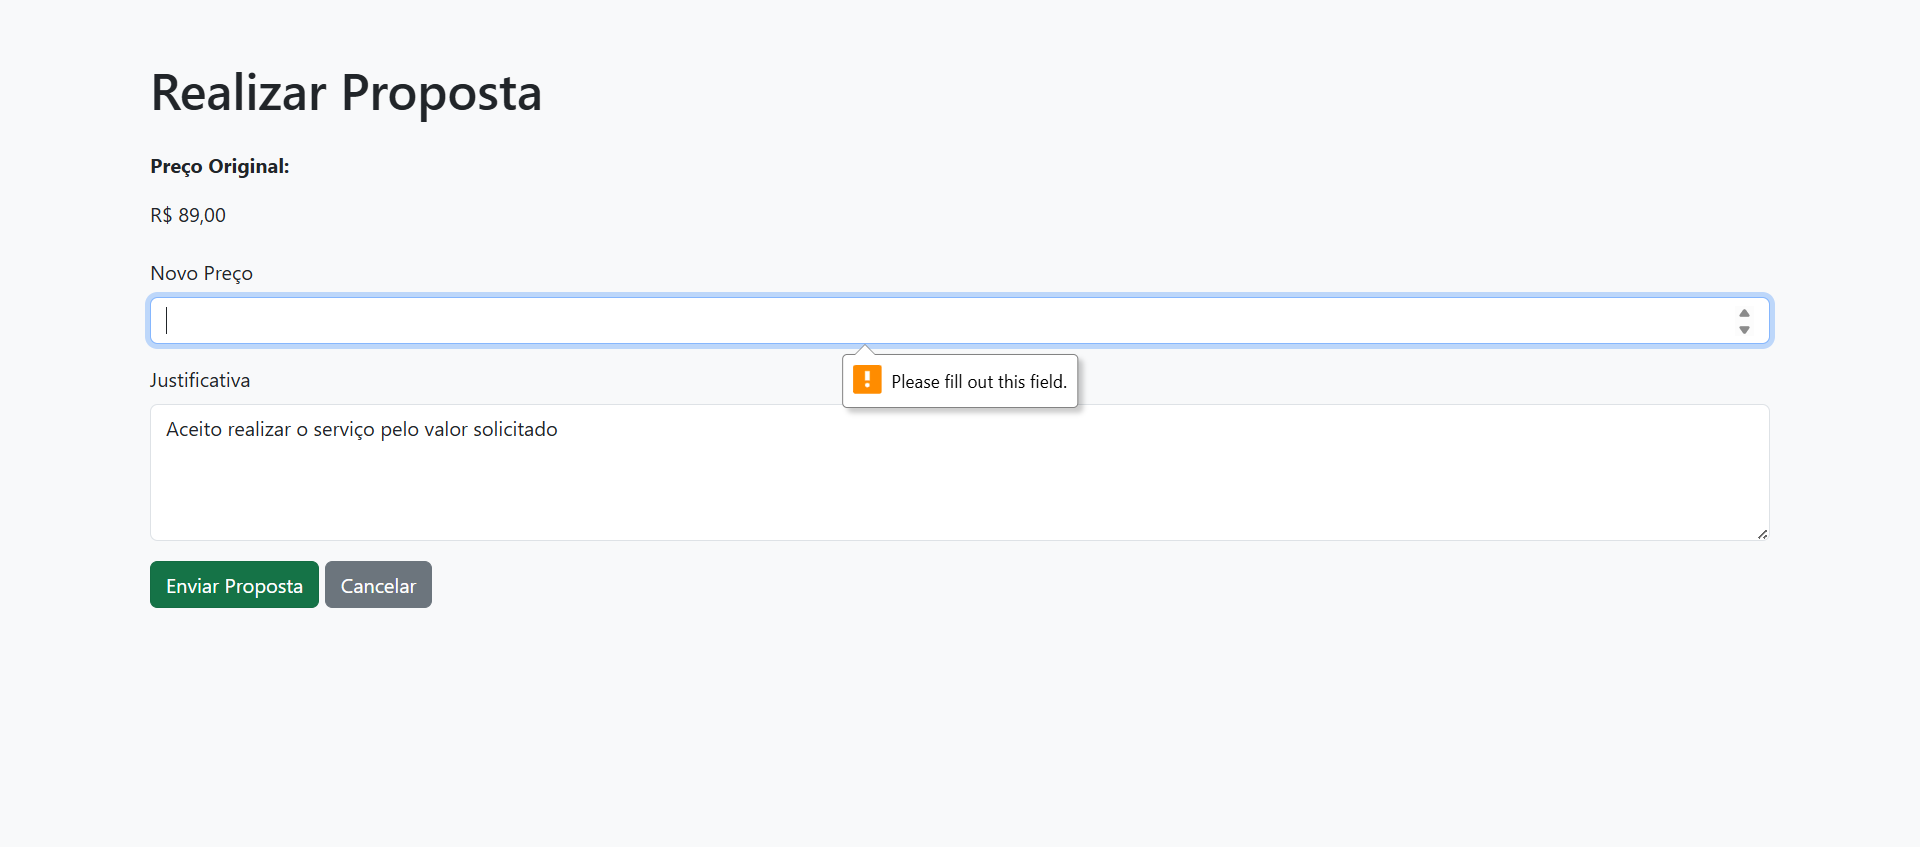 Realizar Proposta
Preço Original:
R$ 89,00
Novo Preço
Please fill out this field.
Justificativa
Aceito realizar o serviço pelo valor solicitado
Enviar Proposta Cancelar